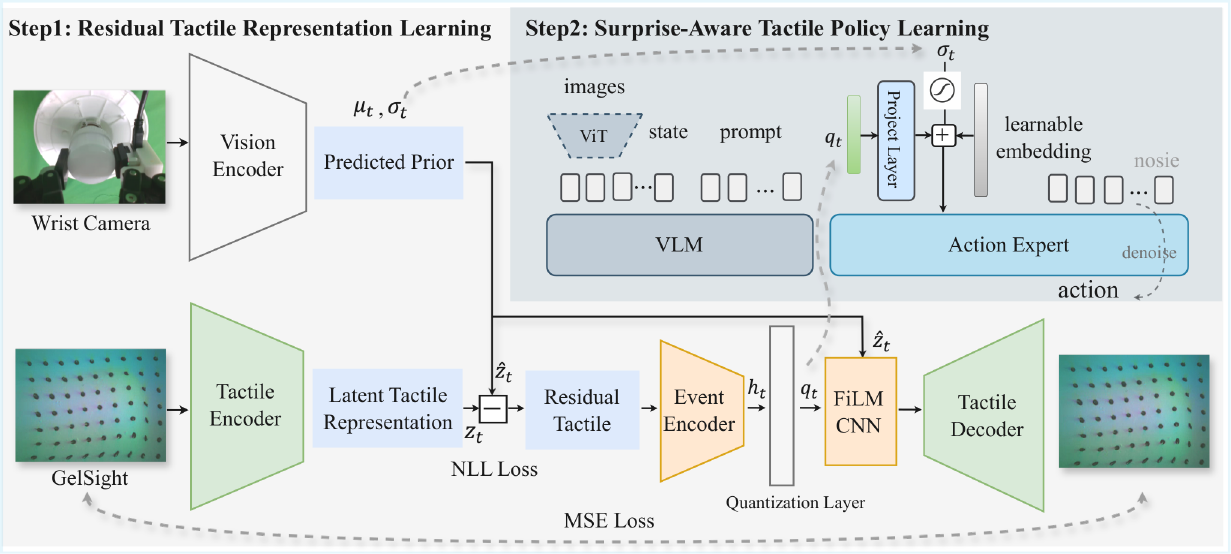 Step1: Residual Tactile Representation Learning
Step2: Surprise-Aware Tactile Policy Learning
σt
μt , σt
images
ViT
state
prompt
qt
Project Layer
+
learnable
embedding
nosie
Vision
Encoder
Predicted Prior
Wrist Camera
VLM
Action Expert
denoise
action
Tactile
Encoder
Latent Tactile
Representation
ẑt
zt
−
NLL Loss
Residual
Tactile
Event
Encoder
ht
qt
ẑt
FiLM
CNN
Tactile
Decoder
GelSight
Quantization Layer
MSE Loss